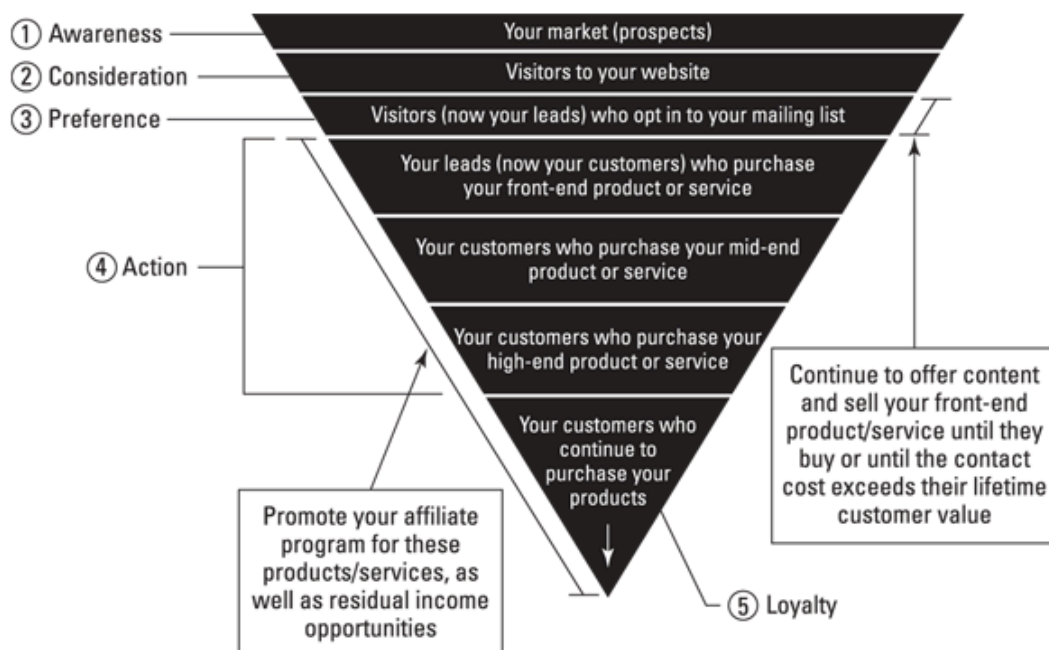 ① Awareness
Your market (prospects)
② Consideration
Visitors to your website
③ Preference
Visitors (now your leads) who opt in to your mailing list
Your leads (now your customers) who purchase
your front-end product or service
④ Action
Your customers who purchase your mid-end
product or service
Your customers who purchase your
high-end product or service
Your customers who
continue to
purchase your
products
Continue to offer content
and sell your front-end
product/service until they
buy or until the contact
cost exceeds their lifetime
customer value
Promote your affiliate
program for these
products/services, as
well as residual income
opportunities
⑤ Loyalty